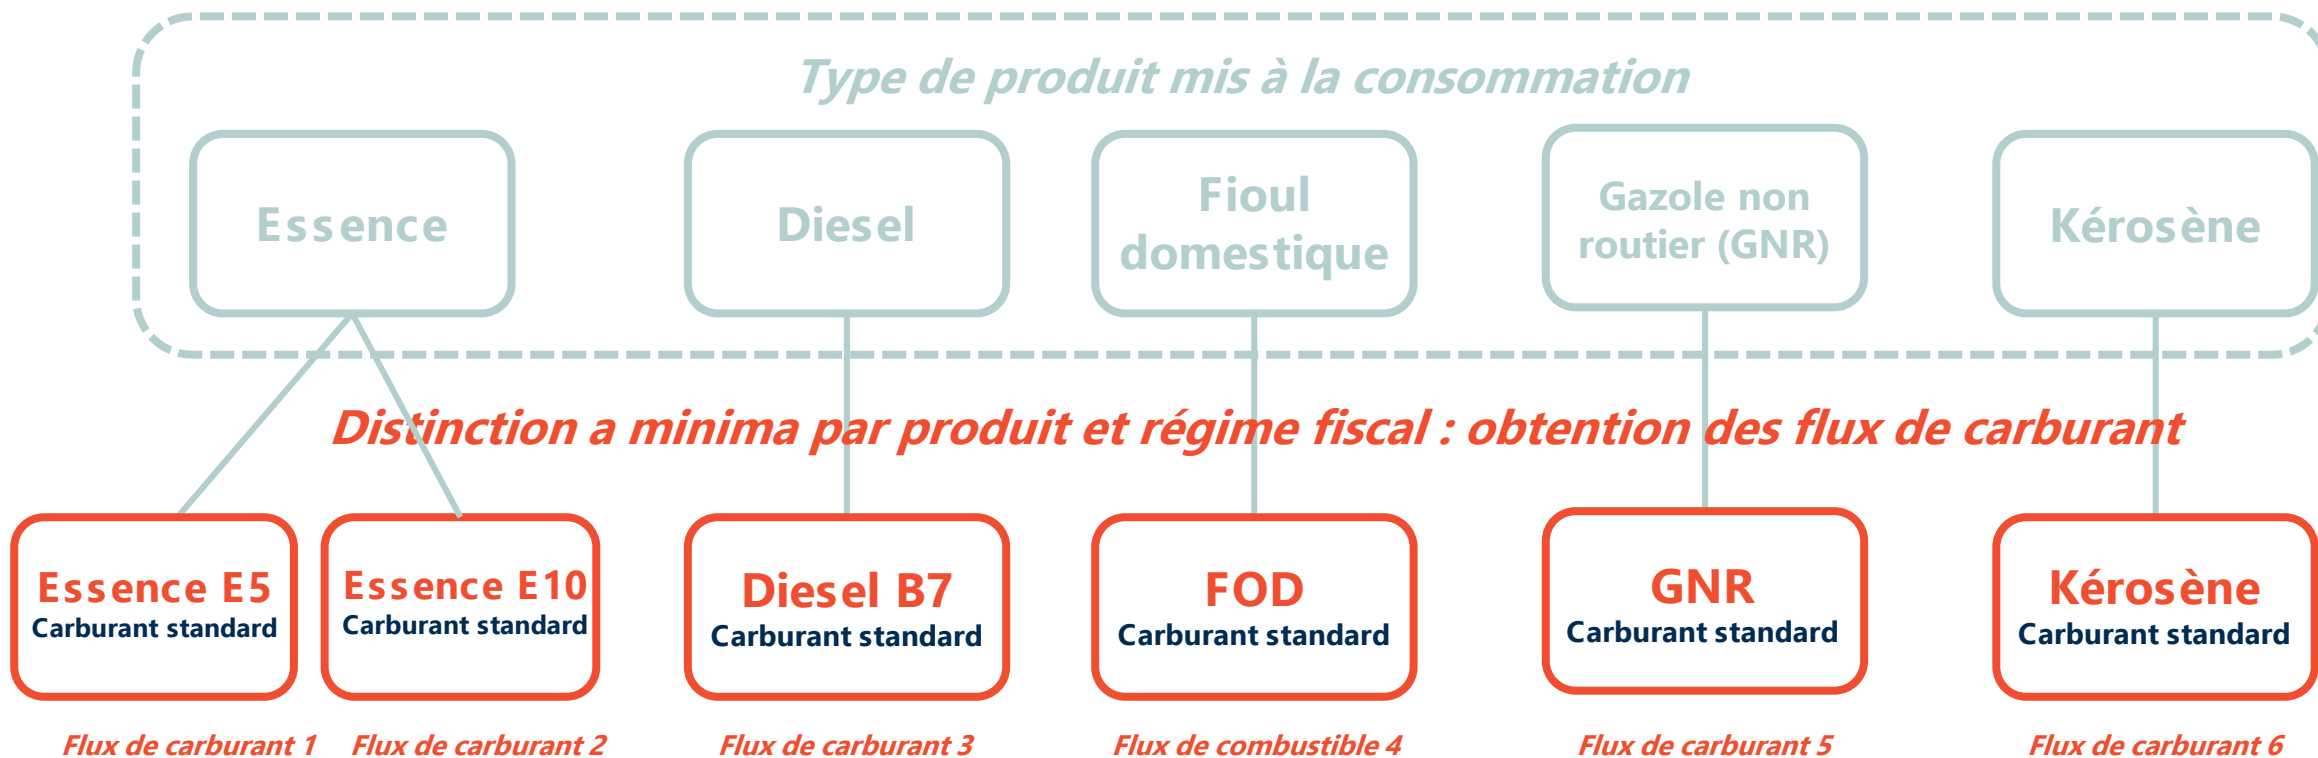 Type de produit mis à la consommation
Essence
Diesel
Fioul
domestique
Gazole non
routier (GNR)
Kérosène
Distinction a minima par produit et régime fiscal : obtention des flux de carburant
Essence E5
Carburant standard
Essence E10
Carburant standard
Diesel B7
Carburant standard
FOD
Carburant standard
GNR
Carburant standard
Kérosène
Carburant standard
Flux de carburant 1
Flux de carburant 2
Flux de carburant 3
Flux de combustible 4
Flux de carburant 5
Flux de carburant 6